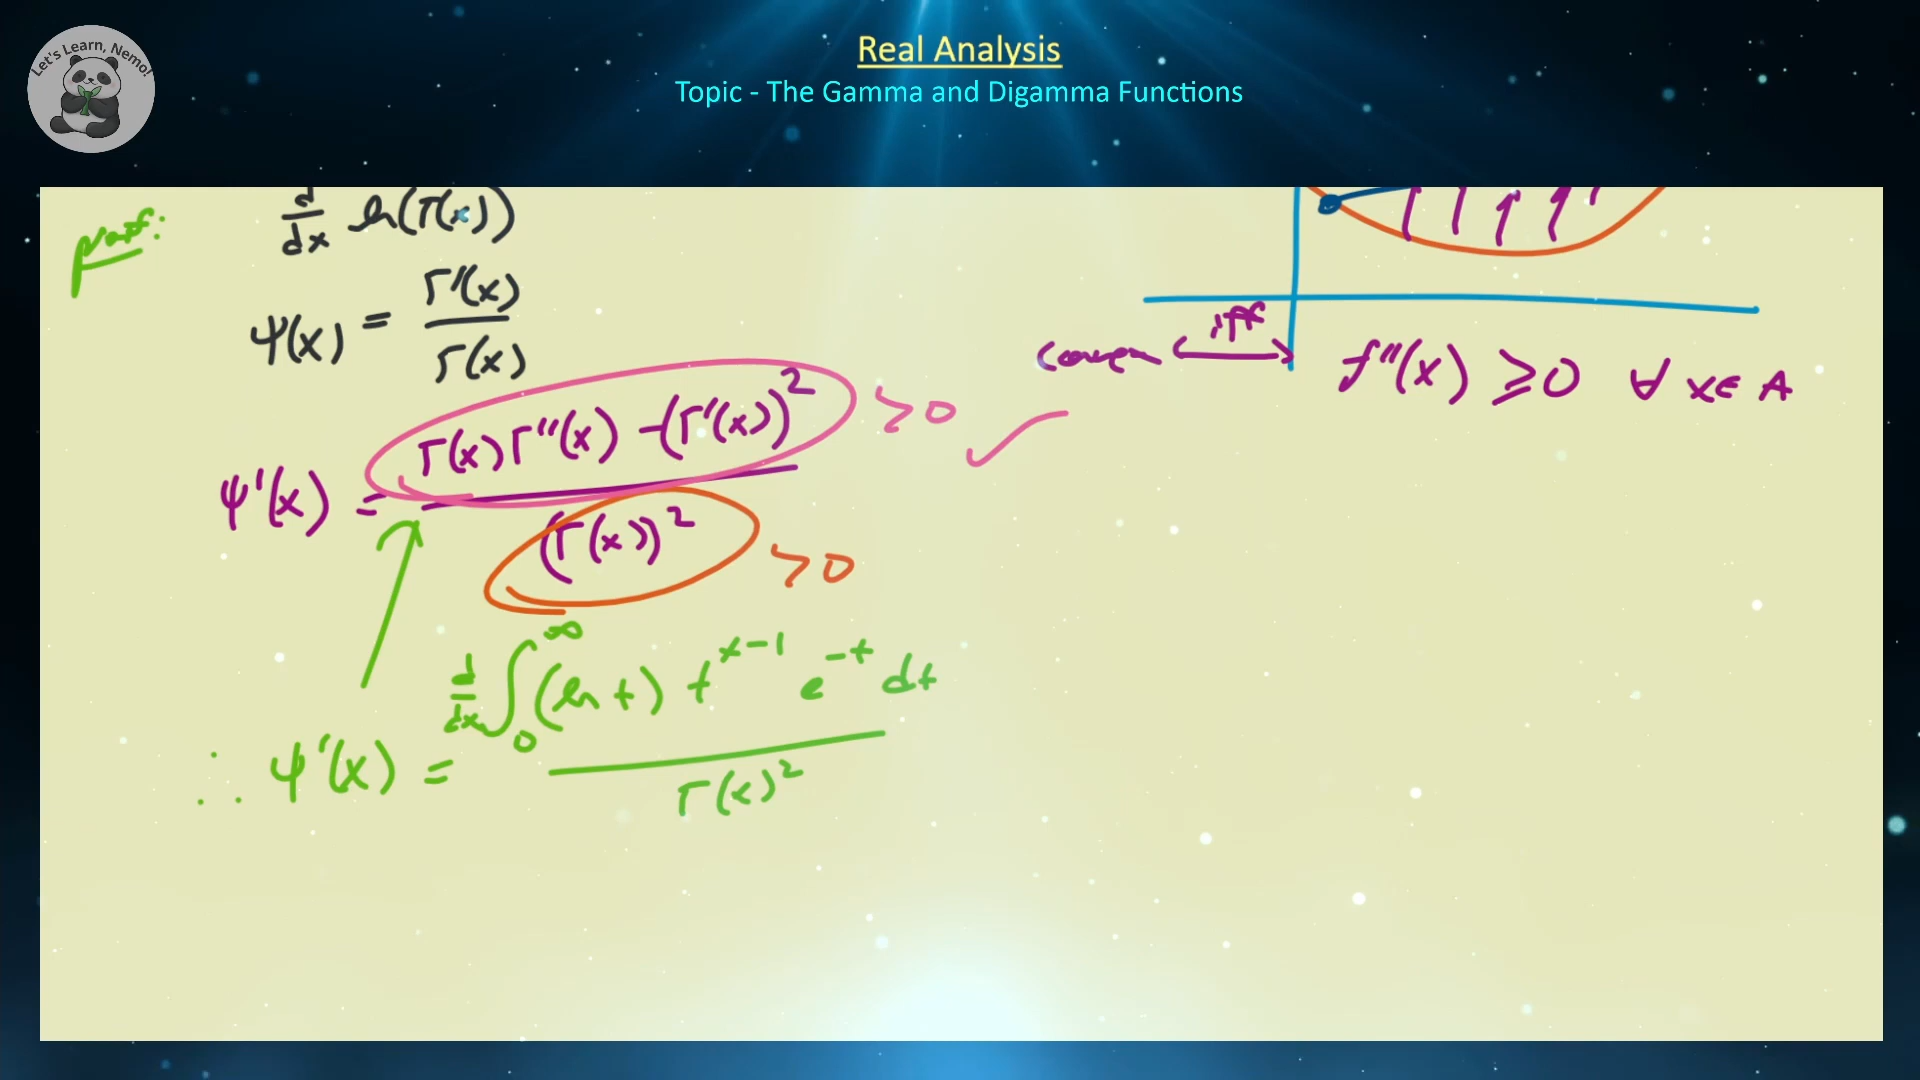 Let's Learn, Nemo!
Real Analysis
Topic - The Gamma and Digamma Functions
proof:
d/dx ln(Γ(x))
ψ(x) = Γ'(x) / Γ(x)
convex ⟷ iff f''(x) ≥ 0 ∀ x ∈ A
ψ'(x) = Γ(x)Γ''(x) - (Γ'(x))² / (Γ(x))²
> 0 ✓
> 0
∴ ψ'(x) = d/dx ∫₀^∞ (ln t) t^(x-1) e^(-t) dt / Γ(x)²